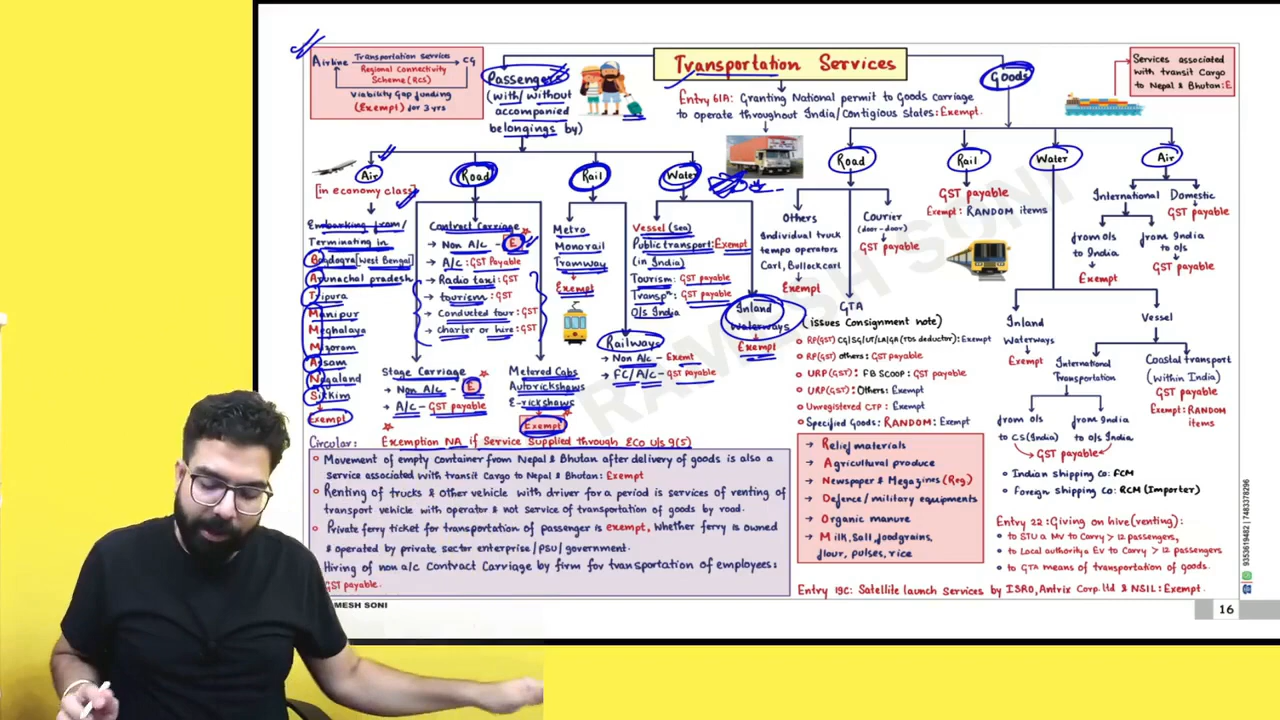 Transportation Services
Airline Transportation Services CG
Regional Connectivity
Scheme (RCS)
Viability Gap funding
(Exempt) for 3 yrs
Passengers
(with/without
accompanied
belongings by)
Entry 61A: Granting National permit to Goods carriage
to operate throughout India/Contigious states: Exempt.
Goods
Services associated
with transit Cargo
to Nepal & Bhutan: E
Air
[in economy class]
Embarking from/
Terminating in
Bagdogra [West Bengal]
Arunachal pradesh
Tripura
Manipur
Meghalaya
Mizoram
Assam
Nagaland
Sikkim
Exempt
Road
Contract Carriage
→ Non A/c - E
→ A/c : GST Payable
→ Radio taxi : GST
→ tourism : GST
→ Conducted tour : GST
→ Charter or hire : GST
Stage Carriage
→ Non A/c - E
→ A/c - GST payable
Metered Cabs
Autorickshaws
E-rickshaws
Exempt
Rail
Metro
Monorail
Tramway
Exempt
Railways
→ Non A/c - Exemt
→ FC/A/c - GST payable
Water
Vessel (Sea)
Public transport: Exempt
(in India)
Tourism: GST payable
Transpn: GST payable
O/s India
Inland
Waterways
Exempt
Road
Others
Individual truck
tempo operators
Cart, Bullockcart
Exempt
Courier
(door-door)
GST payable
GTA
(issues Consignment note)
RP(GST) CG/SG/UT/LA/GA (TDS deductor): Exempt
RP(GST) others: GST payable
URP(GST): FB SCOOP: GST payable
URP(GST): Others: Exempt
Unregistered CTP : Exempt
Specified Goods: RANDOM : Exempt
→ Relief materials
→ Agricultural produce
→ Newspaper & Megazines (Reg)
→ Defence/military equipments
→ Organic manure
→ Milk, Salt, foodgrains,
flour, pulses, rice
Rail
GST payable
Exempt: RANDOM items
Water
Inland
Waterways
Exempt
Vessel
International
Transportation
from o/s
to CS (India)
from India
to o/s India
GST payable
Coastal transport
(within India)
GST payable
Exempt: RANDOM
items
Indian shipping Co: FCM
Foreign shipping Co: RCM (Importer)
Air
International
from o/s
to India
Exempt
from India
to o/s
GST payable
Domestic
GST payable
Entry 22: Giving on hire (renting):
to STU a MV to Carry > 12 passengers,
to Local authority a EV to Carry > 12 passengers
to GTA means of transportation of goods.
Circular: Exemption NA if Service Supplied through ECO u/s 9(5)
Movement of empty container from Nepal & Bhutan after delivery of goods is also a
service associated with transit Cargo to Nepal & Bhutan: Exempt
Renting of trucks & other vehicle with driver for a period is services of renting of
transport vehicle with operator & not service of transportation of goods by road.
Private ferry ticket for transportation of passenger is exempt, whether ferry is owned
& operated by private sector enterprise/PSU/government.
Hiring of non a/c Contract Carriage by firm for transportation of employees:
GST payable.
Entry 19C: Satellite launch Services by ISRO, Antrix Corp. Ltd & NSIL: Exempt.
MESH SONI
16
RAMESH SONI
9353619482 | 7483378296